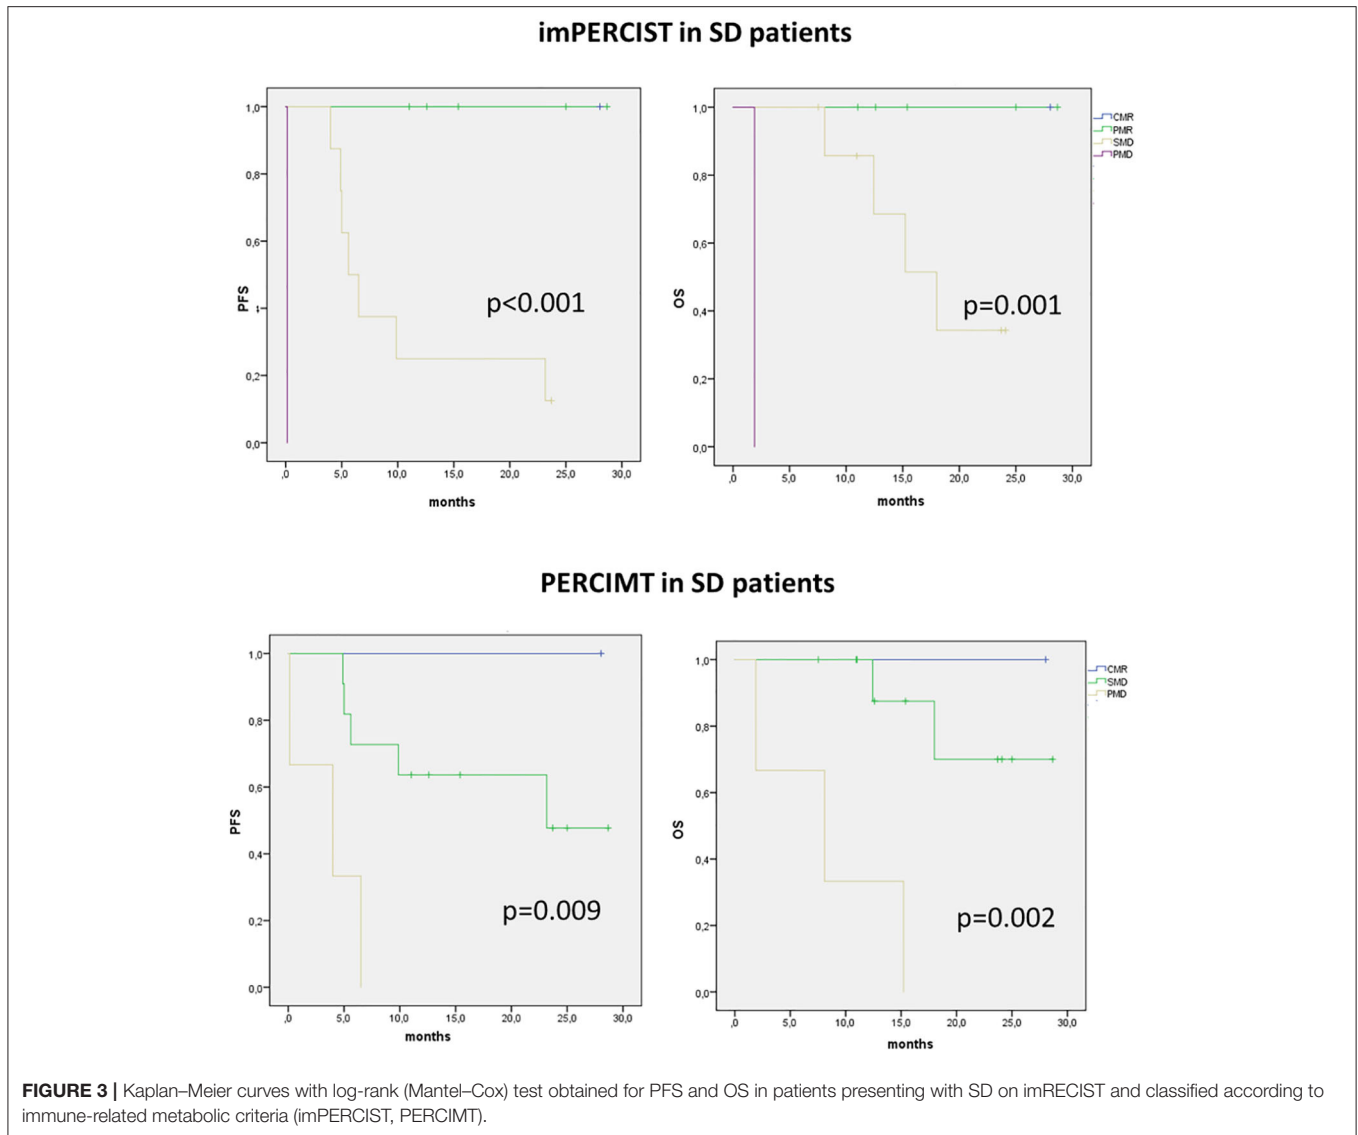 imPERCIST in SD patients
1,0
0,8
0,6
0,2
0,0
PFS
p<0.001
,0 5,0 10,0 15,0 20,0 25,0 30,0
months
1,0
0,8
0,6
0,4
0,2
0,0
OS
p=0.001
,0 5,0 10,0 15,0 20,0 25,0 30,0
months
CMR
PMR
SMD
PMD
PERCIMT in SD patients
1,0
0,8
0,6
0,4
0,2
0,0
PFS
p=0.009
,0 5,0 10,0 15,0 20,0 25,0 30,0
months
1,0
0,8
0,6
0,4
0,2
0,0
OS
p=0.002
,0 5,0 10,0 15,0 20,0 25,0 30,0
months
CMR
SMD
PMD
FIGURE 3 | Kaplan–Meier curves with log-rank (Mantel–Cox) test obtained for PFS and OS in patients presenting with SD on imRECIST and classified according to
immune-related metabolic criteria (imPERCIST, PERCIMT).